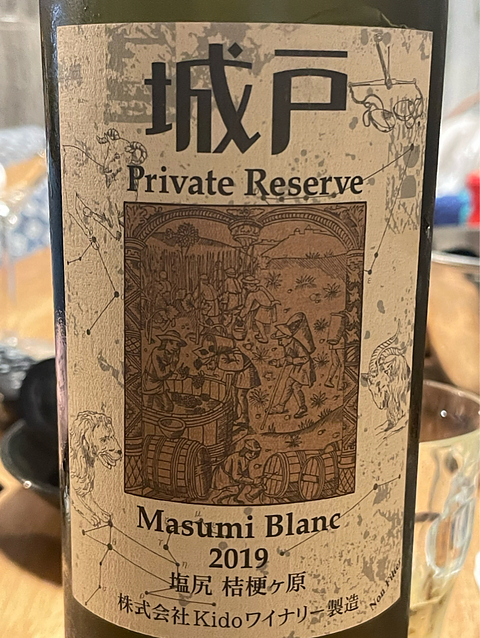 城戸
Private Reserve
Masumi Blanc
2019
塩尻 桔梗ヶ原
株式会社Kidoワイナリー製造